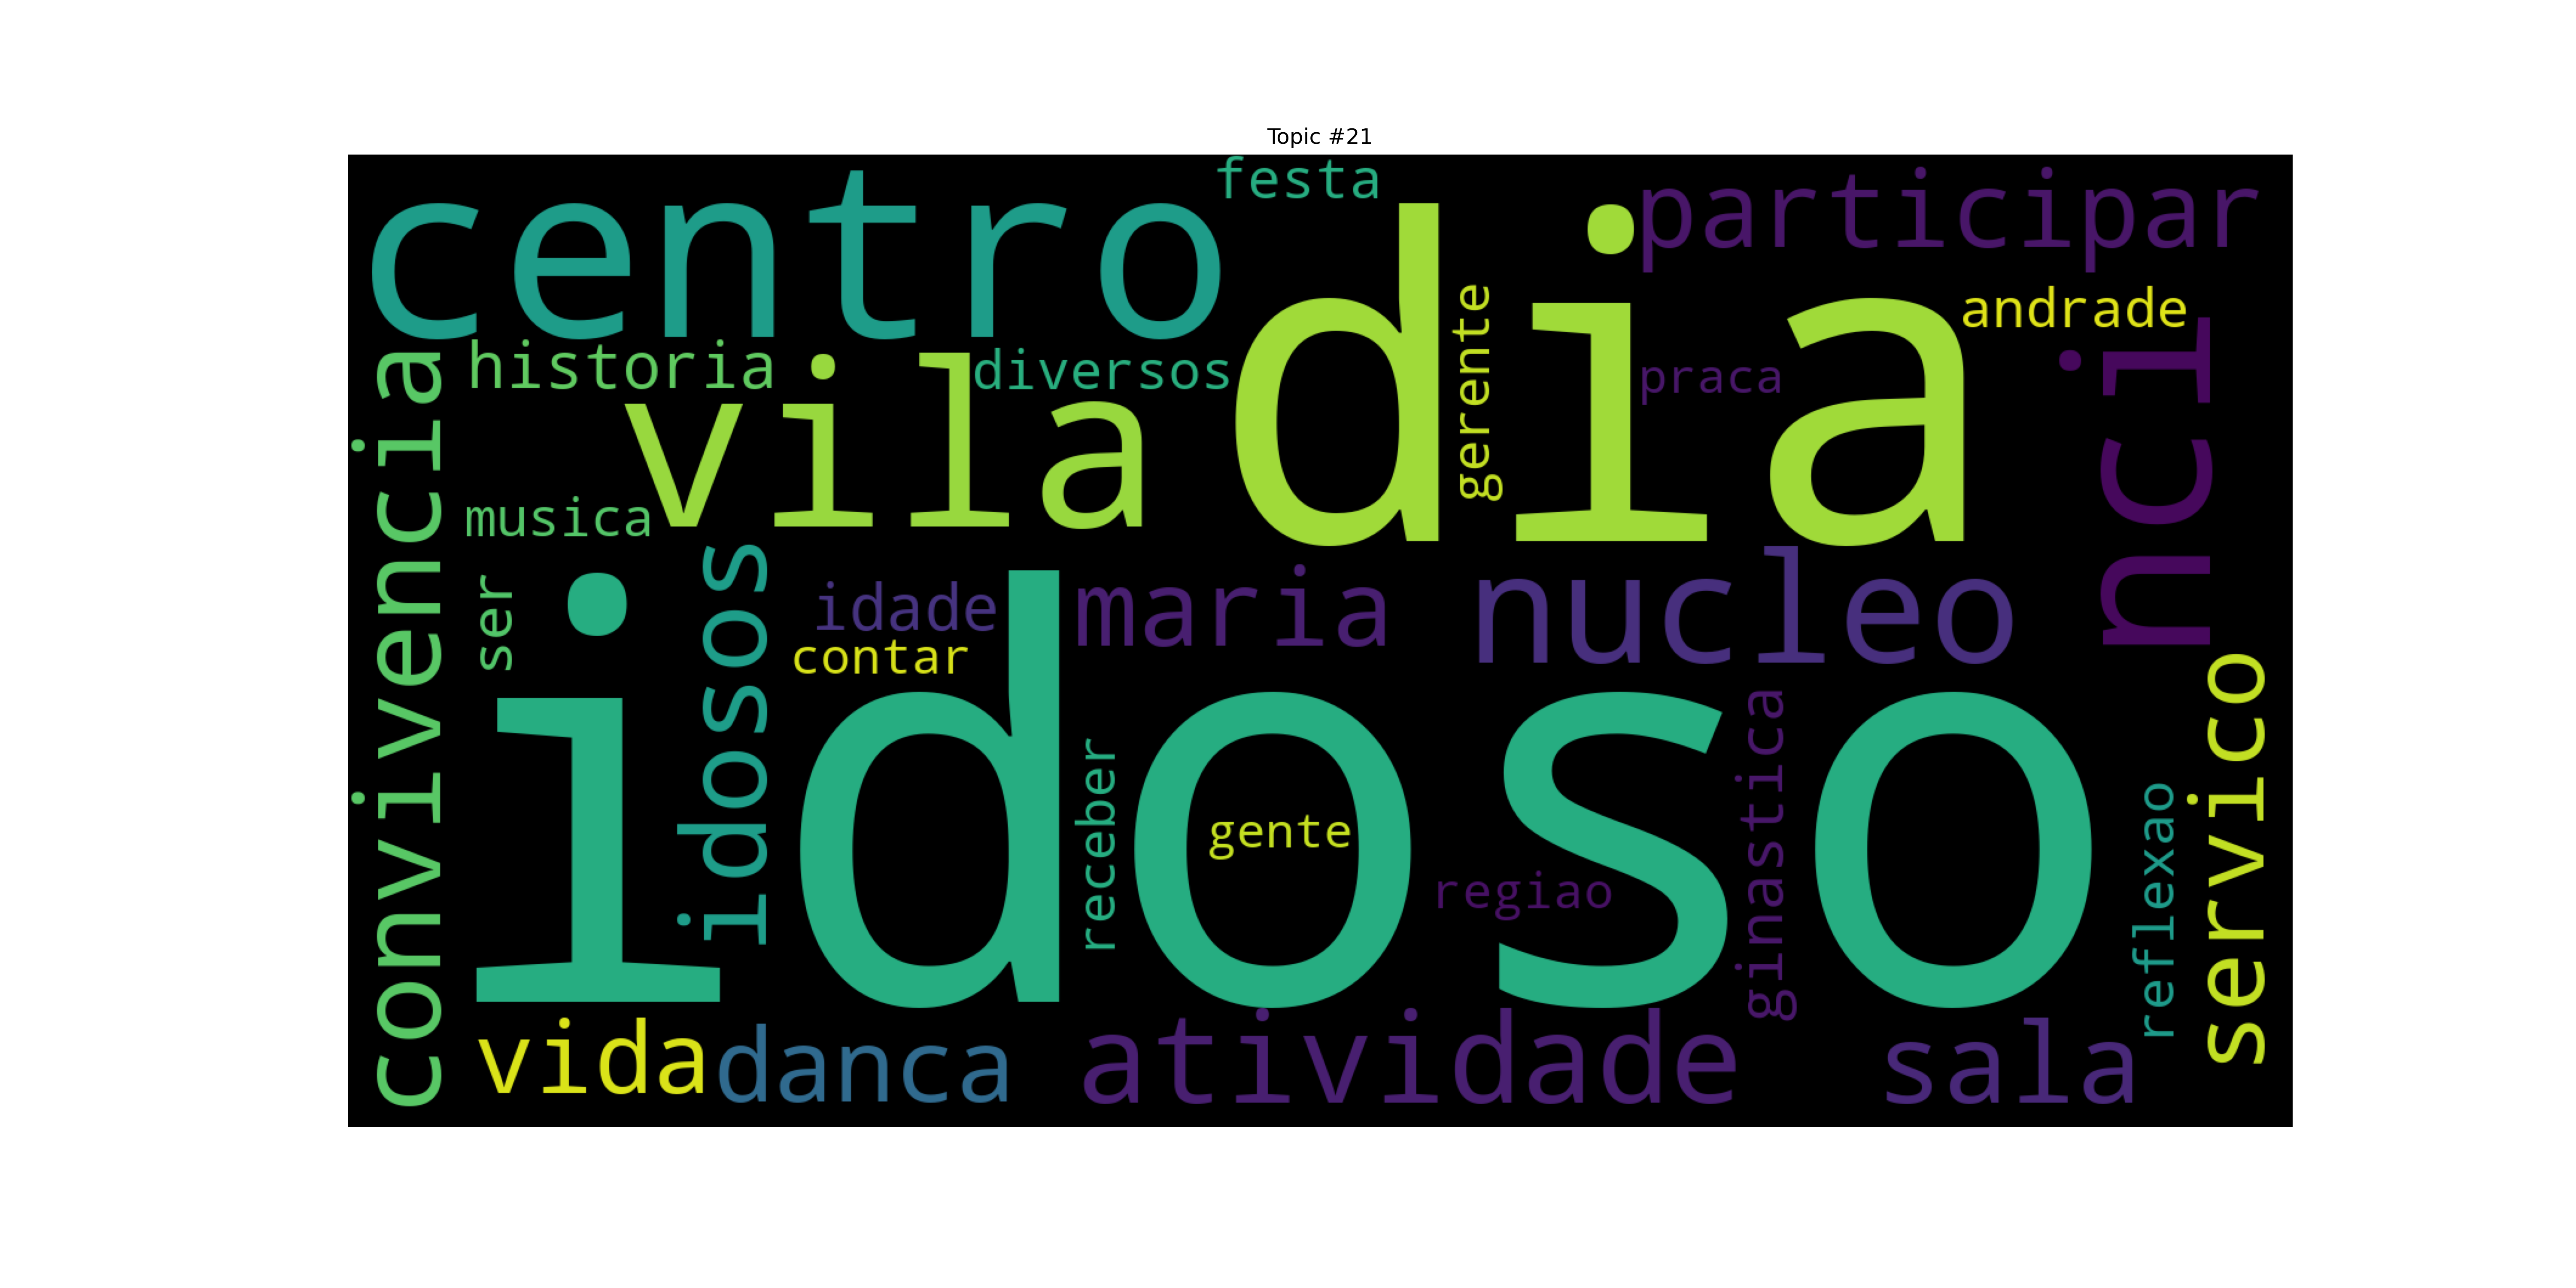 Topic #21
festa
centro
participar
dia
andrade
gerente
historia
diversos
praca
vila
nci
convivencia
musica
ser
idosos
idade
maria
nucleo
contar
idoso
receber
gente
regiao
ginastica
reflexao
servico
vida
danca
atividade
sala